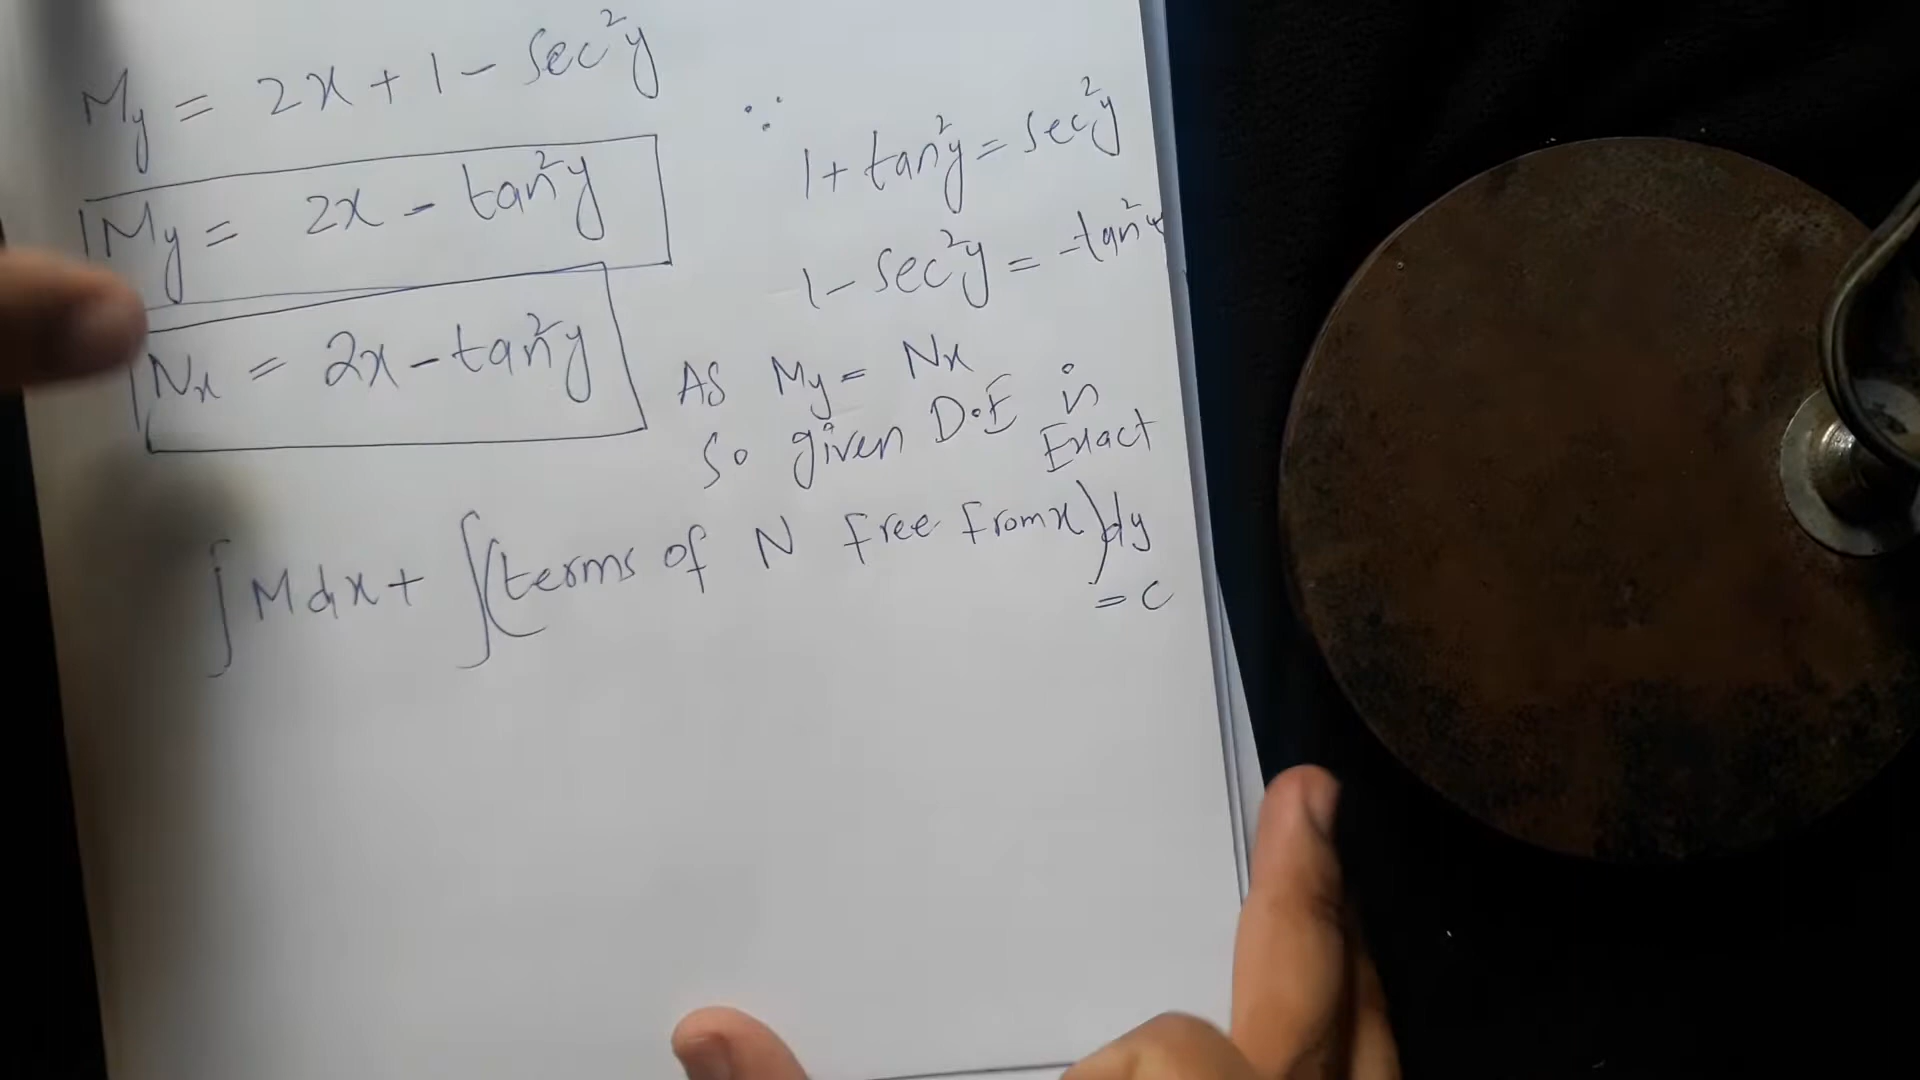 My = 2x + 1 - sec²y
My = 2x - tan²y
Nx = 2x - tan²y
∵
1 + tan²y = sec²y
1 - sec²y = -tan²y
As My = Nx
So given D.E is
Exact
∫Mdx + ∫(terms of N free from x)dy
= c